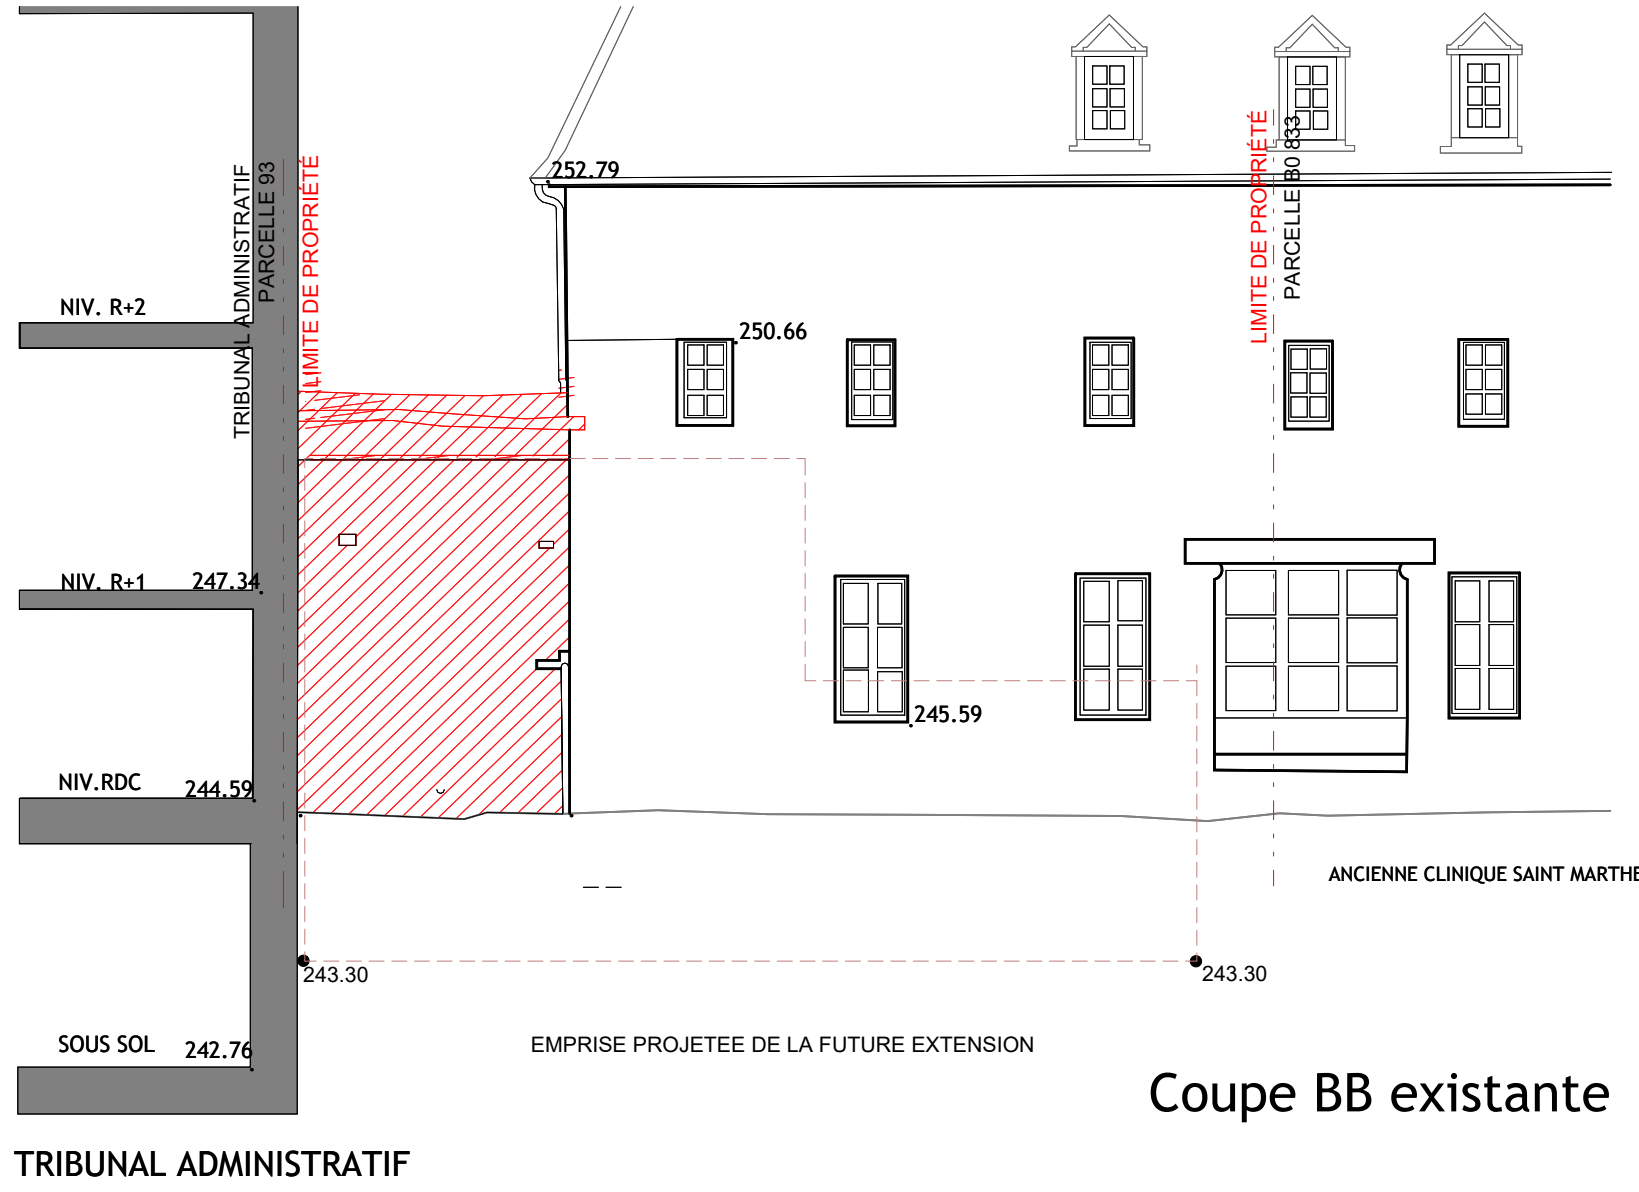 252.79
TRIBUNAL ADMINISTRATIF
PARCELLE 93
LIMITE DE PROPRIÉTÉ
LIMITE DE PROPRIÉTÉ
PARCELLE B0 833
NIV. R+2
250.66
NIV. R+1 247.34
245.59
NIV.RDC 244.59
ANCIENNE CLINIQUE SAINT MARTHE
243.30
243.30
SOUS SOL 242.76
EMPRISE PROJETEE DE LA FUTURE EXTENSION
Coupe BB existante
TRIBUNAL ADMINISTRATIF